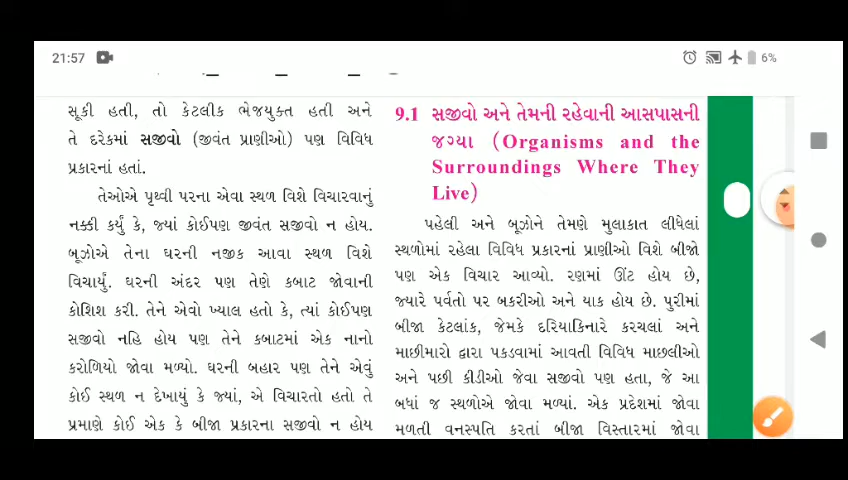 21:57
6%
સૂકી હતી, તો કેટલીક ભેજયુક્ત હતી અને
તે દરેકમાં સજીવો (જીવંત પ્રાણીઓ) પણ વિવિધ
પ્રકારનાં હતાં.
તેઓએ પૃથ્વી પરના એવા સ્થળ વિશે વિચારવાનું
નક્કી કર્યું કે, જ્યાં કોઈપણ જીવંત સજીવો ન હોય.
બૂઝોએ તેના ઘરની નજીક આવા સ્થળ વિશે
વિચાર્યું. ઘરની અંદર પણ તેણે કબાટ જોવાની
કોશિશ કરી. તેને એવો ખ્યાલ હતો કે, ત્યાં કોઈપણ
સજીવો નહિ હોય પણ તેને કબાટમાં એક નાનો
કરોળિયો જોવા મળ્યો. ઘરની બહાર પણ તેને એવું
કોઈ સ્થળ ન દેખાયું કે જ્યાં, એ વિચારતો હતો તે
પ્રમાણે કોઈ એક કે બીજા પ્રકારના સજીવો ન હોય
9.1 સજીવો અને તેમની રહેવાની આસપાસની
જગ્યા (Organisms and the
Surroundings Where They
Live)
પહેલી અને બૂઝોને તેમણે મુલાકાત લીધેલાં
સ્થળોમાં રહેલા વિવિધ પ્રકારનાં પ્રાણીઓ વિશે બીજો
પણ એક વિચાર આવ્યો. રણમાં ઊંટ હોય છે,
જ્યારે પર્વતો પર બકરીઓ અને યાક હોય છે. પુરીમાં
બીજા કેટલાંક, જેમકે દરિયાકિનારે કરચલાં અને
માછીમારો દ્વારા પકડવામાં આવતી વિવિધ માછલીઓ
અને પછી કીડીઓ જેવા સજીવો પણ હતા, જે આ
બધાં જ સ્થળોએ જોવા મળ્યાં. એક પ્રદેશમાં જોવા
મળતી વનસ્પતિ કરતાં બીજા વિસ્તારમાં જોવા